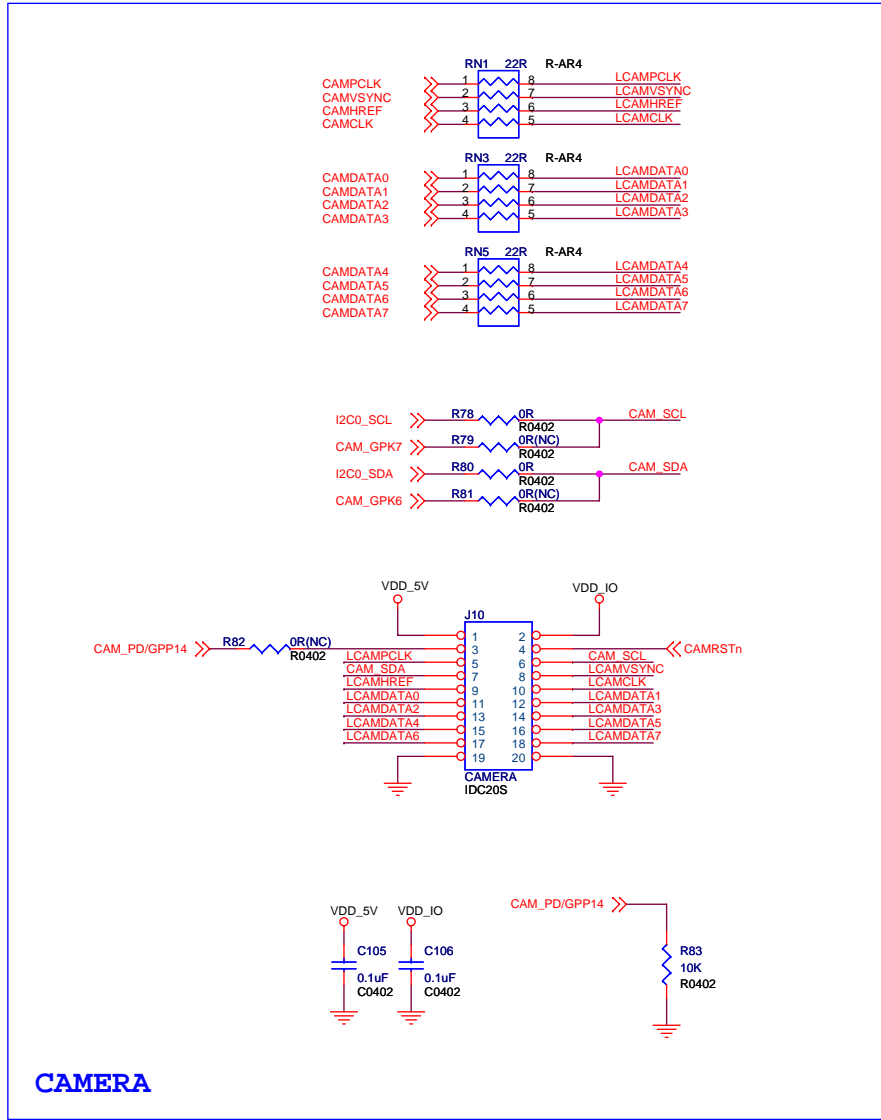 RN1 22R R-AR4
CAMPCLK 1 8 LCAMPCLK
CAMVSYNC 2 7 LCAMVSYNC
CAMHREF 3 6 LCAMHREF
CAMCLK 4 5 LCAMCLK
RN3 22R R-AR4
CAMDATA0 1 8 LCAMDATA0
CAMDATA1 2 7 LCAMDATA1
CAMDATA2 3 6 LCAMDATA2
CAMDATA3 4 5 LCAMDATA3
RN5 22R R-AR4
CAMDATA4 1 8 LCAMDATA4
CAMDATA5 2 7 LCAMDATA5
CAMDATA6 3 6 LCAMDATA6
CAMDATA7 4 5 LCAMDATA7
I2C0_SCL R78 0R CAM_SCL
R0402
CAM_GPK7 R79 0R(NC)
R0402
I2C0_SDA R80 0R CAM_SDA
R0402
CAM_GPK6 R81 0R(NC)
R0402
VDD_5V VDD_IO
J10
1 2
CAM_PD/GPP14 R82 0R(NC) 3 4 CAMRSTn
R0402
LCAMPCLK 5 6 CAM_SCL
CAM_SDA 7 8 LCAMVSYNC
LCAMHREF 9 10 LCAMCLK
LCAMDATA0 11 12 LCAMDATA1
LCAMDATA2 13 14 LCAMDATA3
LCAMDATA4 15 16 LCAMDATA5
LCAMDATA6 17 18 LCAMDATA7
19 20
CAMERA
IDC20S
VDD_5V VDD_IO CAM_PD/GPP14
C105 C106 R83
0.1uF 0.1uF 10K
C0402 C0402 R0402
CAMERA